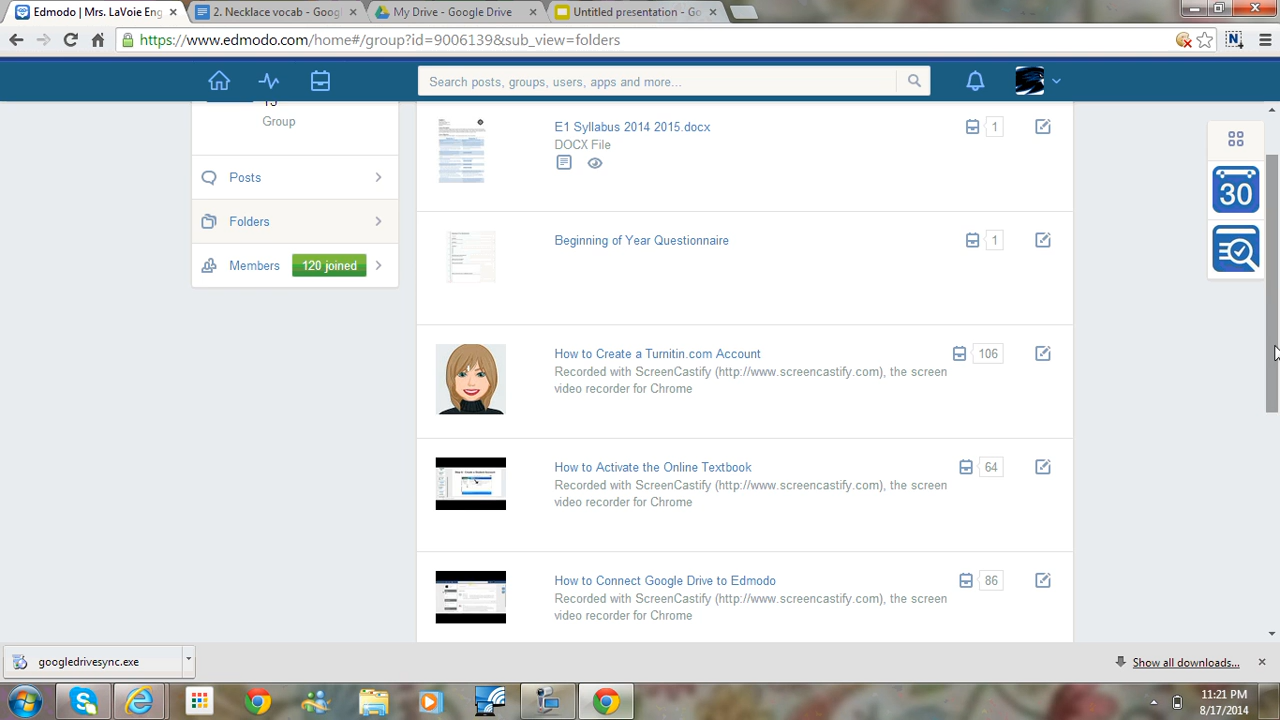 Edmodo | Mrs. LaVoie Eng
2. Necklace vocab - Googl
My Drive - Google Drive
Untitled presentation - Go
https://www.edmodo.com/home#/group?id=9006139&sub_view=folders
Search posts, groups, users, apps and more...
Group
Posts
Folders
Members 120 joined
E1 Syllabus 2014 2015.docx 1
DOCX File
Beginning of Year Questionnaire 1
How to Create a Turnitin.com Account 106
Recorded with ScreenCastify (http://www.screencastify.com), the screen
video recorder for Chrome
How to Activate the Online Textbook 64
Recorded with ScreenCastify (http://www.screencastify.com), the screen
video recorder for Chrome
How to Connect Google Drive to Edmodo 86
Recorded with ScreenCastify (http://www.screencastify.com), the screen
video recorder for Chrome
30
googledrivesync.exe
Show all downloads...
11:21 PM
8/17/2014